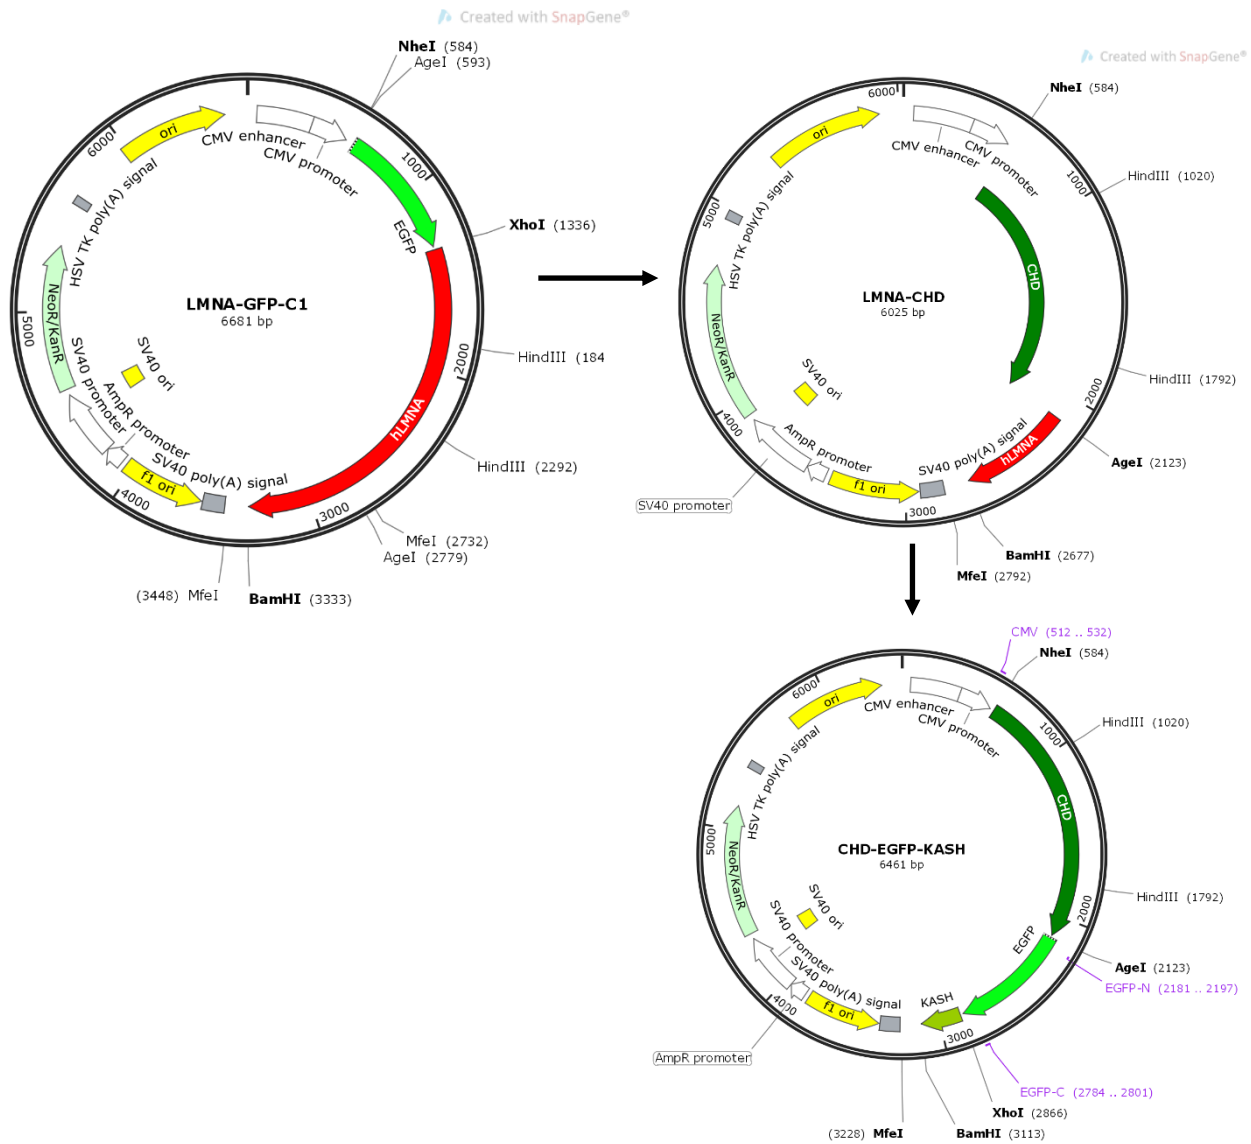 Created with SnapGene®
NheI (584)
AgeI (593)
6000
ori
CMV enhancer
CMV promoter
1000
HSV TK poly(A) signal
EGFP
XhoI (1336)
LMNA-GFP-C1
6681 bp
NeoR/KanR
5000
SV40 ori
SV40 promoter
AmpR promoter
HindIII (184
2000
hLMNA
HindIII (2292)
SV40 poly(A) signal
f1 ori
4000
3000
MfeI (2732)
AgeI (2779)
(3448) MfeI
BamHI (3333)
Created with SnapGene®
6000
NheI (584)
ori
CMV enhancer
CMV promoter
1000
HindIII (1020)
5000
HSV TK poly(A) signal
CHD
LMNA-CHD
6025 bp
NeoR/KanR
SV40 ori
HindIII (1792)
2000
4000
AmpR promoter
SV40 poly(A) signal
hLMNA
AgeI (2123)
f1 ori
SV40 promoter
3000
BamHI (2677)
MfeI (2792)
CMV (512 .. 532)
NheI (584)
6000
ori
CMV enhancer
CMV promoter
1000
HindIII (1020)
HSV TK poly(A) signal
CHD
5000
CHD-EGFP-KASH
6461 bp
NeoR/KanR
SV40 ori
HindIII (1792)
2000
SV40 promoter
EGFP
SV40 poly(A) signal
AgeI (2123)
EGFP-N (2181 .. 2197)
KASH
4000
f1 ori
3000
AmpR promoter
EGFP-C (2784 .. 2801)
XhoI (2866)
(3228) MfeI
BamHI (3113)